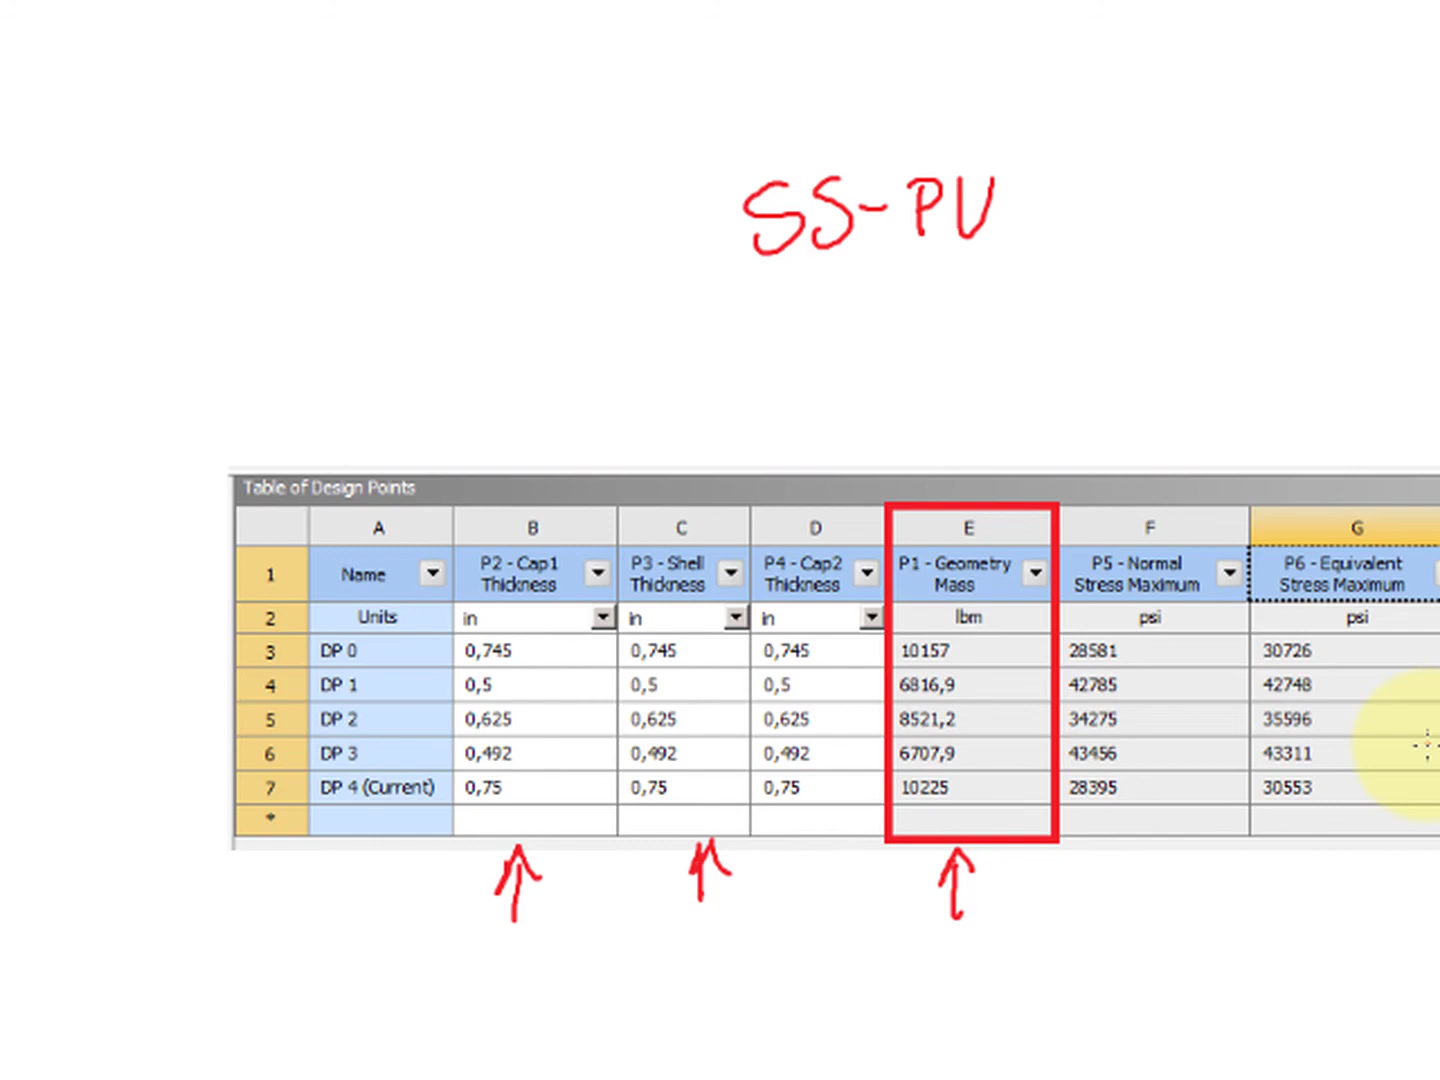 SS-PV
Table of Design Points
A B C D E F G
1 Name P2 - Cap1 Thickness P3 - Shell Thickness P4 - Cap2 Thickness P1 - Geometry Mass P5 - Normal Stress Maximum P6 - Equivalent Stress Maximum
2 Units in in in lbm psi psi
3 DP 0 0,745 0,745 0,745 10157 28581 30726
4 DP 1 0,5 0,5 0,5 6816,9 42785 42748
5 DP 2 0,625 0,625 0,625 8521,2 34275 35596
6 DP 3 0,492 0,492 0,492 6707,9 43456 43311
7 DP 4 (Current) 0,75 0,75 0,75 10225 28395 30553
*